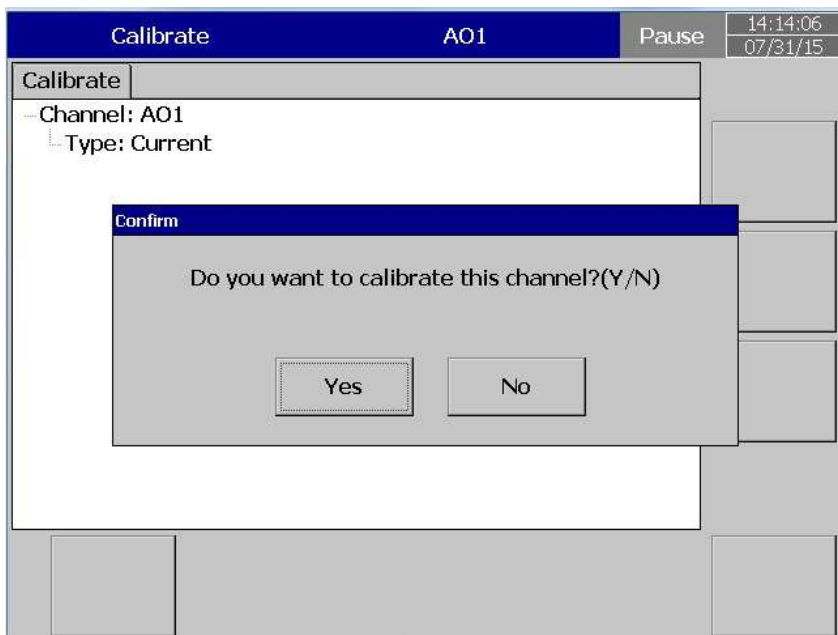 Calibrate AO1 Pause 14:14:06
07/31/15
Calibrate
Channel: AO1
Type: Current
Confirm
Do you want to calibrate this channel?(Y/N)
Yes No